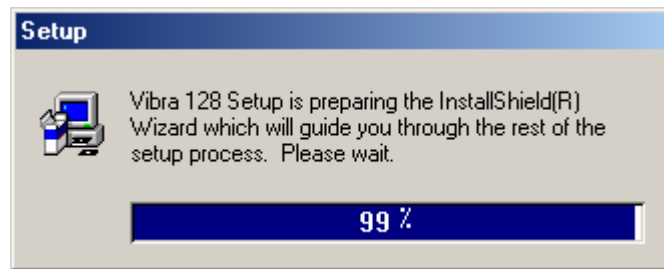 Setup
Vibra 128 Setup is preparing the InstallShield(R)
Wizard which will guide you through the rest of the
setup process.  Please wait.
99 %